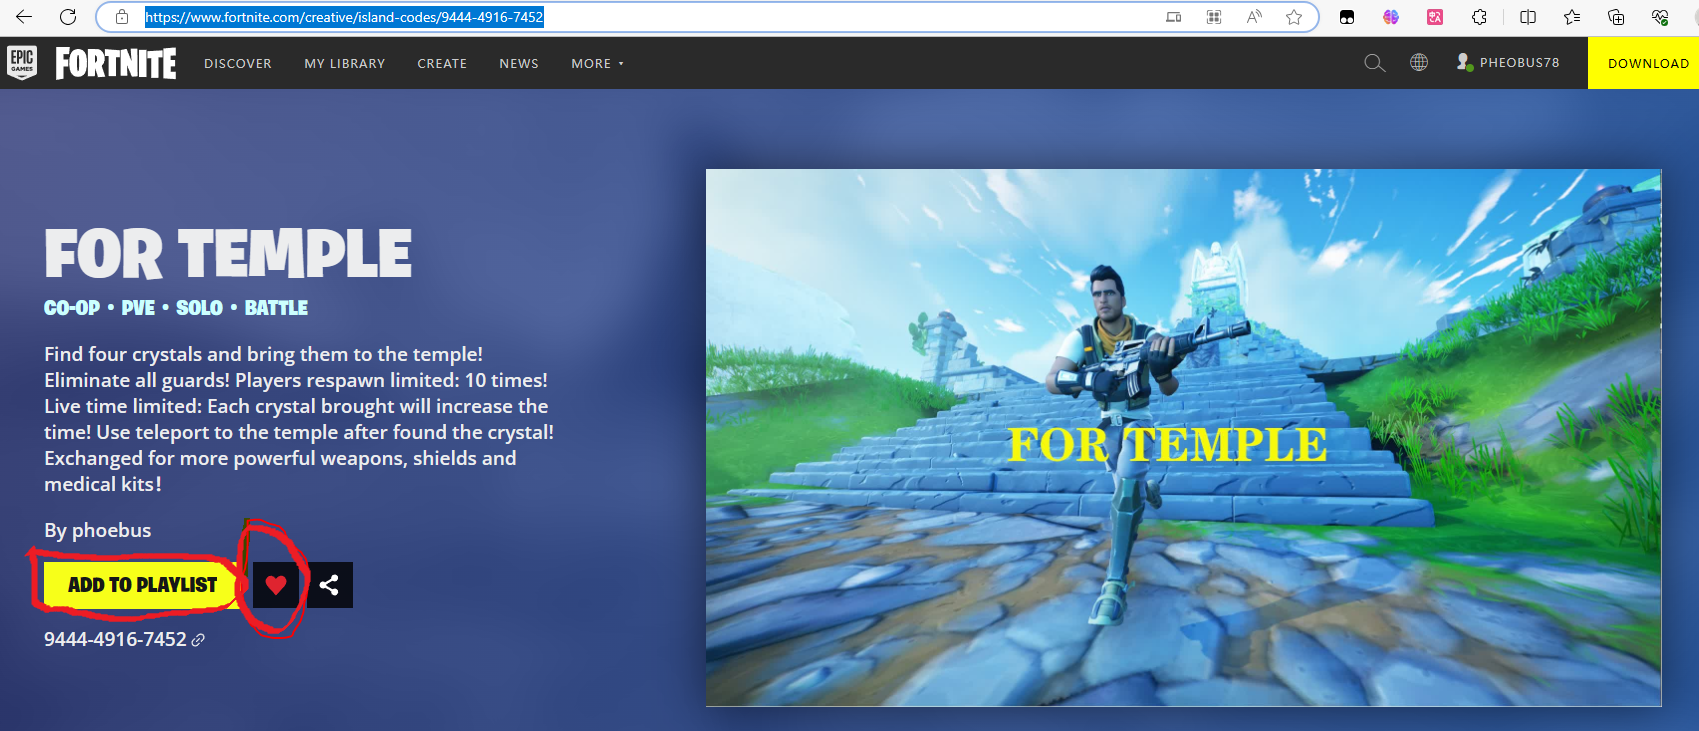 https://www.fortnite.com/creative/island-codes/9444-4916-7452
EPIC GAMES
FORTNITE
DISCOVER
MY LIBRARY
CREATE
NEWS
MORE
PHEOBUS78
DOWNLOAD
FOR TEMPLE
CO-OP • PVE • SOLO • BATTLE
Find four crystals and bring them to the temple!
Eliminate all guards! Players respawn limited: 10 times!
Live time limited: Each crystal brought will increase the
time! Use teleport to the temple after found the crystal!
Exchanged for more powerful weapons, shields and
medical kits！
By phoebus
ADD TO PLAYLIST
9444-4916-7452
FOR TEMPLE